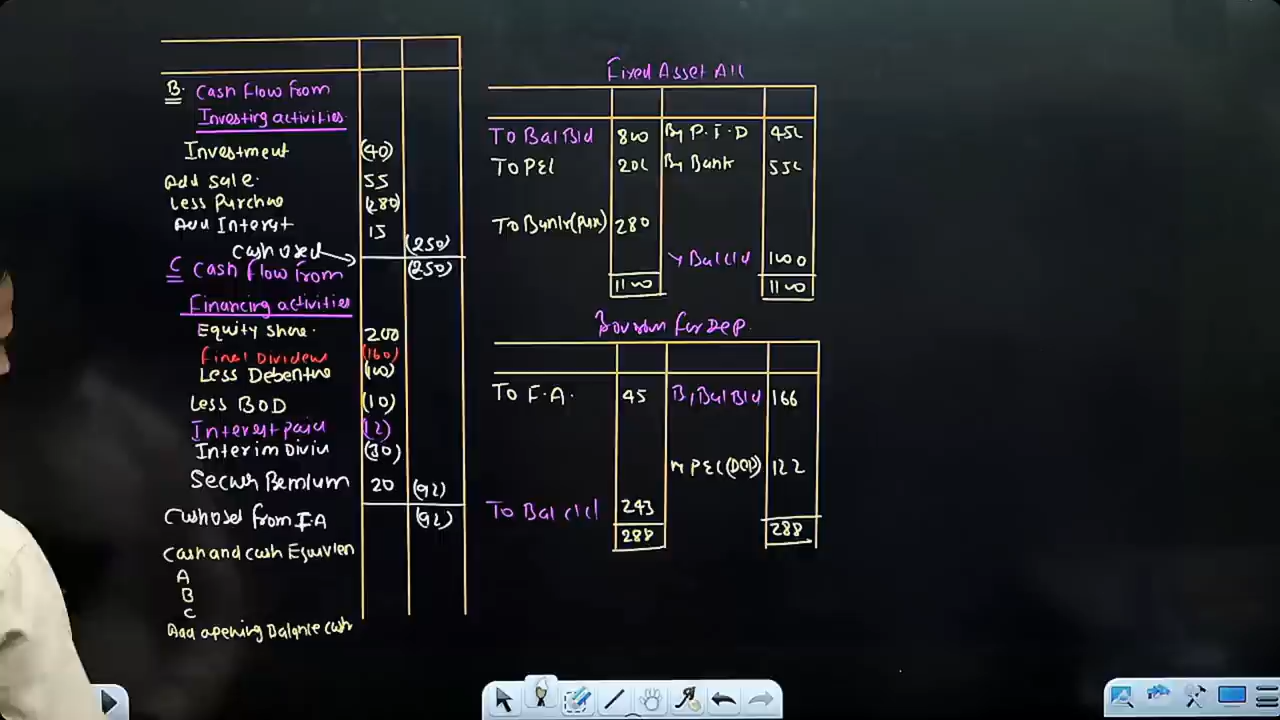 B. Cash flow from
Investing activities
Investment (40)
Add sale. 55
Less Purchase (280)
Add Interest 15
Cash used (250)
(250)
C Cash flow from
Financing activities
Equity share. 200
Final Dividend (160)
Less Debenture (100)
Less BOD (10)
Interest paid (12)
Interim Divid (30)
Secur Bemium 20 (92)
Cash used from FA (92)
Cash and cash Equivalen
A
B
C
Add opening Balance cash
Fixed Asset A/c
To Bal B/d 800 By P.F.D 45
To P&L 20 By Bank 55
To Bank (Pur) 280
By Bal c/d 1000
1100 1100
Provision for Dep.
To F.A. 45 By Bal B/d 166
By P&L (Dep) 122
To Bal c/d 243
288 288